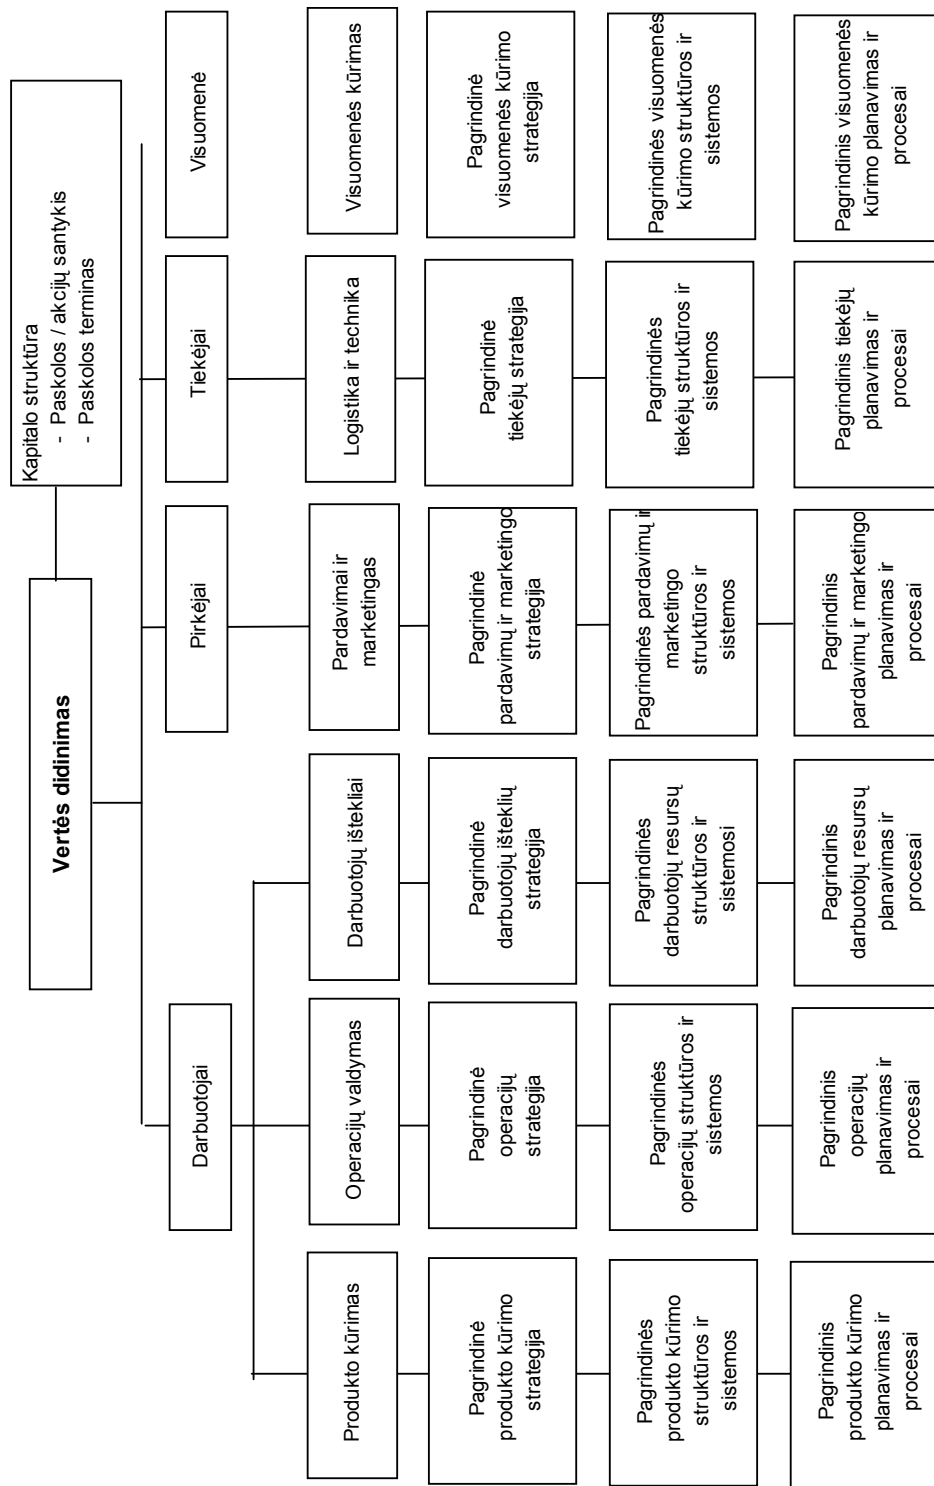 Kapitalo struktūra
- Paskolos / akcijų santykis
- Paskolos terminas
Vertės didinimas
Darbuotojai
Pirkėjai
Tiekėjai
Visuomenė
Produkto kūrimas
Operacijų valdymas
Darbuotojų ištekliai
Pardavimai ir
marketingas
Logistika ir technika
Visuomenės kūrimas
Pagrindinė
produkto kūrimo
strategija
Pagrindinė
operacijų
strategija
Pagrindinė
darbuotojų išteklių
strategija
Pagrindinė
pardavimų ir marketingo
strategija
Pagrindinė
tiekėjų strategija
Pagrindinė
visuomenės kūrimo
strategija
Pagrindinės
produkto kūrimo
struktūros ir
sistemos
Pagrindinės
operacijų struktūros ir
sistemos
Pagrindinės
darbuotojų resursų
struktūros ir
sistemosi
Pagrindinės pardavimų ir
marketingo
struktūros ir
sistemos
Pagrindinės
tiekėjų struktūros ir
sistemos
Pagrindinės visuomenės
kūrimo struktūros ir
sistemos
Pagrindinis
produkto kūrimo
planavimas ir
procesai
Pagrindinis
operacijų
planavimas ir
procesai
Pagrindinis
darbuotojų resursų
planavimas ir
procesai
Pagrindinis
pardavimų ir marketingo
planavimas ir
procesai
Pagrindinis tiekėjų
planavimas ir
procesai
Pagrindinis visuomenės
kūrimo planavimas ir
procesai